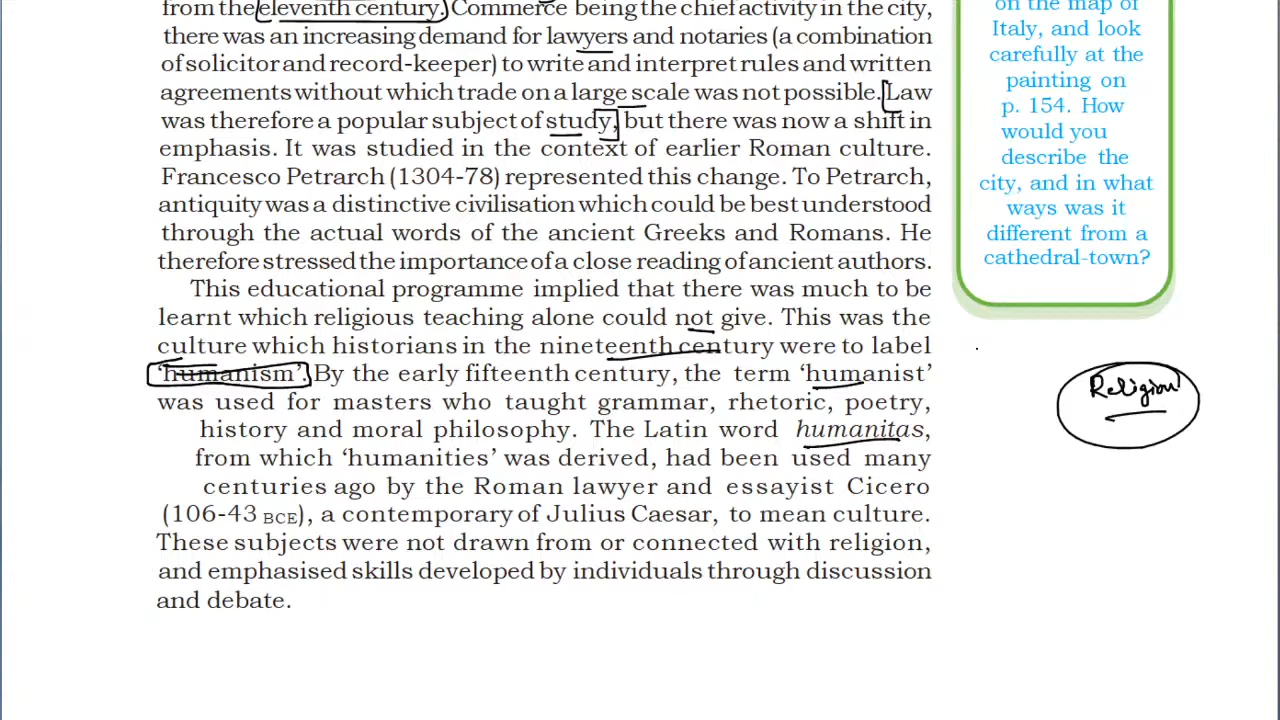 from the eleventh century. Commerce being the chief activity in the city,
there was an increasing demand for lawyers and notaries (a combination
of solicitor and record-keeper) to write and interpret rules and written
agreements without which trade on a large scale was not possible. Law
was therefore a popular subject of study, but there was now a shift in
emphasis. It was studied in the context of earlier Roman culture.
Francesco Petrarch (1304-78) represented this change. To Petrarch,
antiquity was a distinctive civilisation which could be best understood
through the actual words of the ancient Greeks and Romans. He
therefore stressed the importance of a close reading of ancient authors.
This educational programme implied that there was much to be
learnt which religious teaching alone could not give. This was the
culture which historians in the nineteenth century were to label
‘humanism’. By the early fifteenth century, the term ‘humanist’
was used for masters who taught grammar, rhetoric, poetry,
history and moral philosophy. The Latin word humanitas,
from which ‘humanities’ was derived, had been used many
centuries ago by the Roman lawyer and essayist Cicero
(106-43 BCE), a contemporary of Julius Caesar, to mean culture.
These subjects were not drawn from or connected with religion,
and emphasised skills developed by individuals through discussion
and debate.
on the map of
Italy, and look
carefully at the
painting on
p. 154. How
would you
describe the
city, and in what
ways was it
different from a
cathedral-town?
Religion